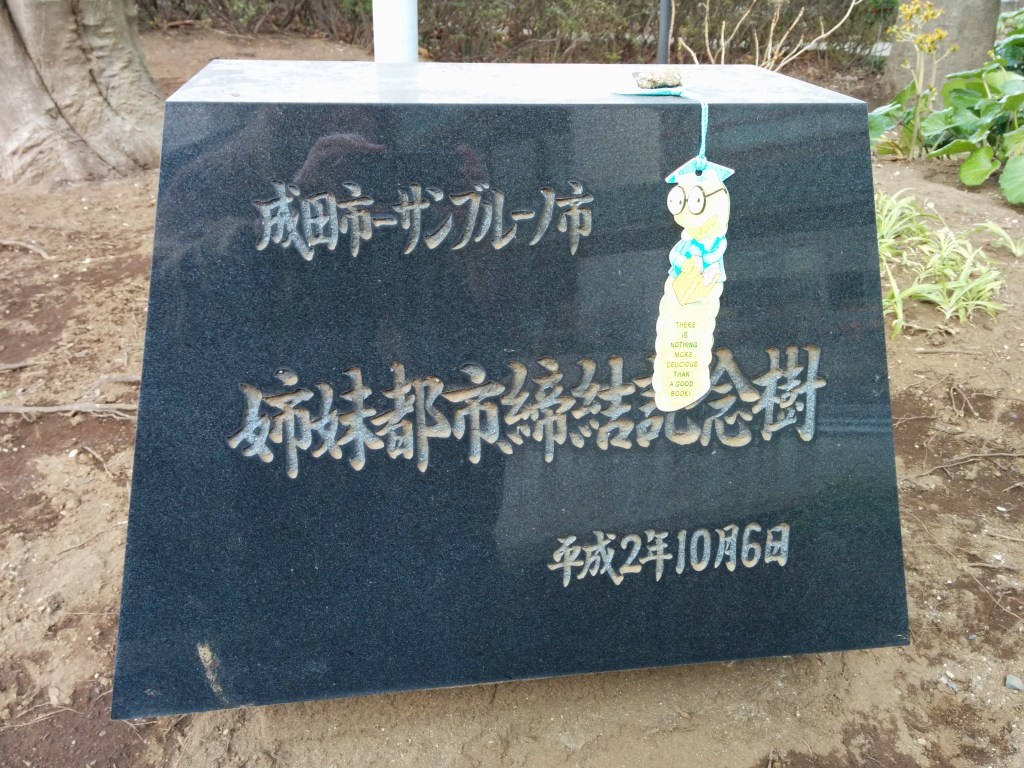 成田市ーサンブルーノ市
姉妹都市締結記念樹
平成2年10月6日
THERE
IS
NOTHING
MORE
DELICIOUS
THAN
A GOOD
BOOK!